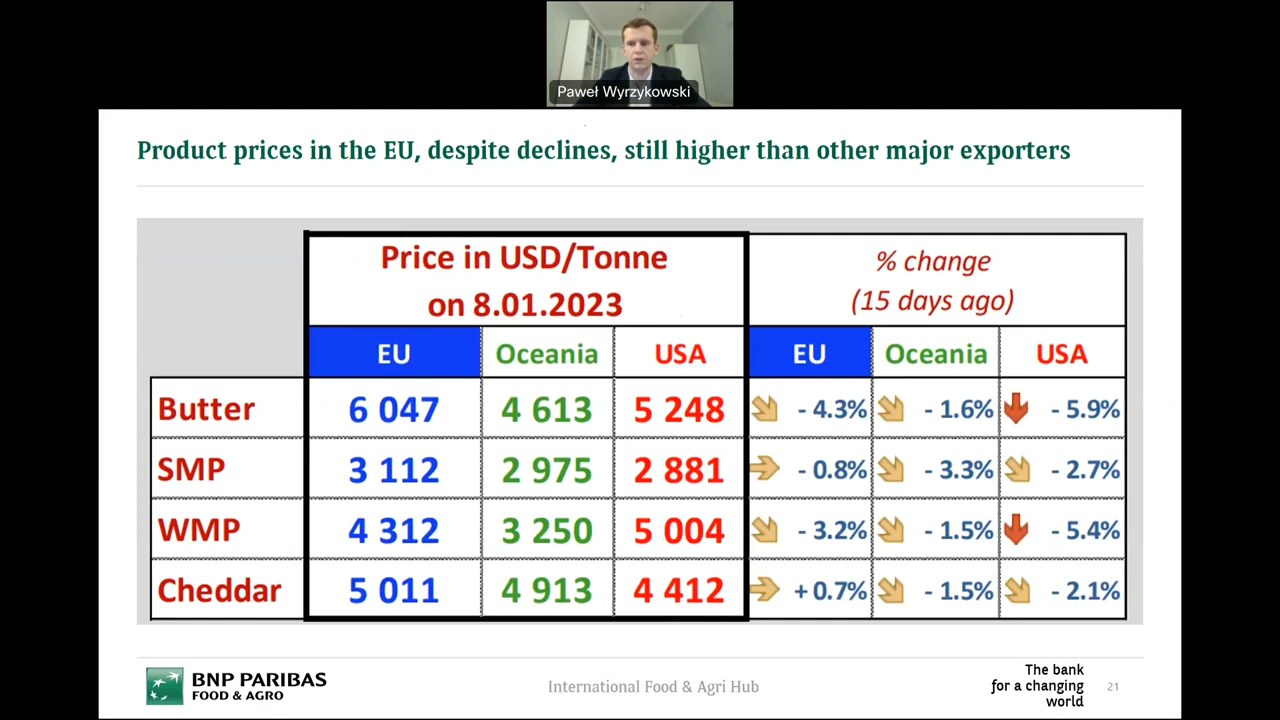 Paweł Wyrzykowski
Product prices in the EU, despite declines, still higher than other major exporters
Price in USD/Tonne
on 8.01.2023
% change
(15 days ago)
EU Oceania USA EU Oceania USA
Butter 6 047 4 613 5 248 - 4.3% - 1.6% - 5.9%
SMP 3 112 2 975 2 881 - 0.8% - 3.3% - 2.7%
WMP 4 312 3 250 5 004 - 3.2% - 1.5% - 5.4%
Cheddar 5 011 4 913 4 412 + 0.7% - 1.5% - 2.1%
BNP PARIBAS
FOOD & AGRO
International Food & Agri Hub
The bank
for a changing
world
21